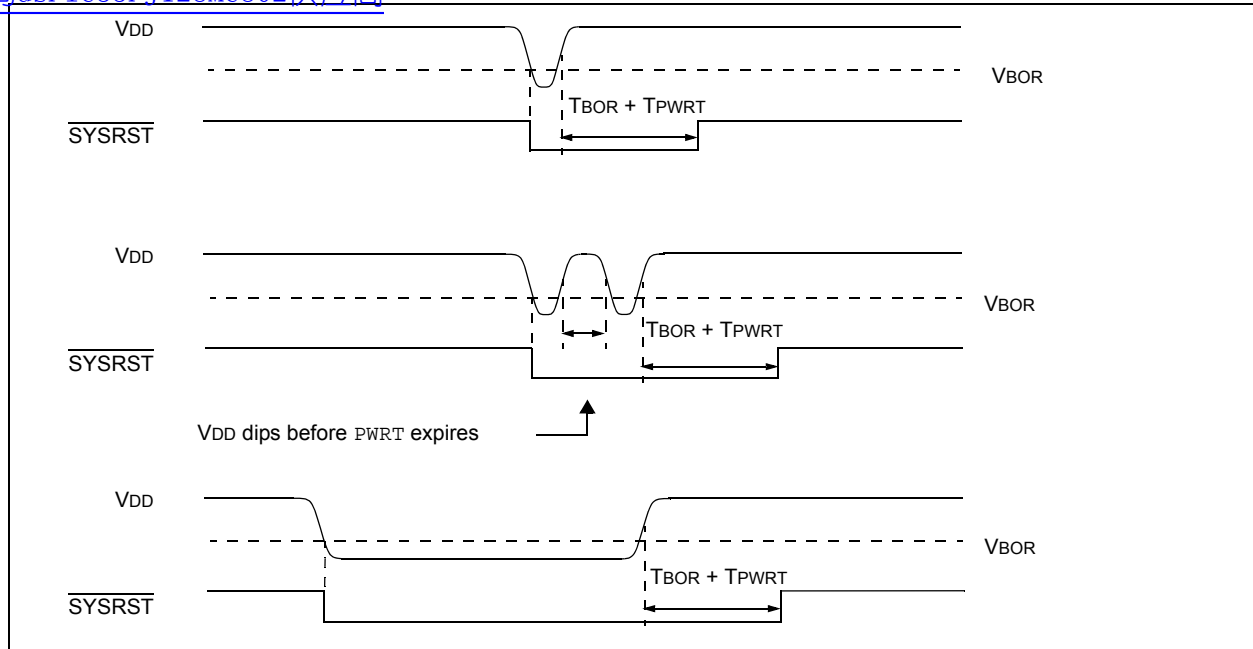 VDD
VBOR
TBOR + TPWRT
SYSRST
VDD
VBOR
TBOR + TPWRT
SYSRST
VDD dips before PWRT expires
VDD
VBOR
TBOR + TPWRT
SYSRST